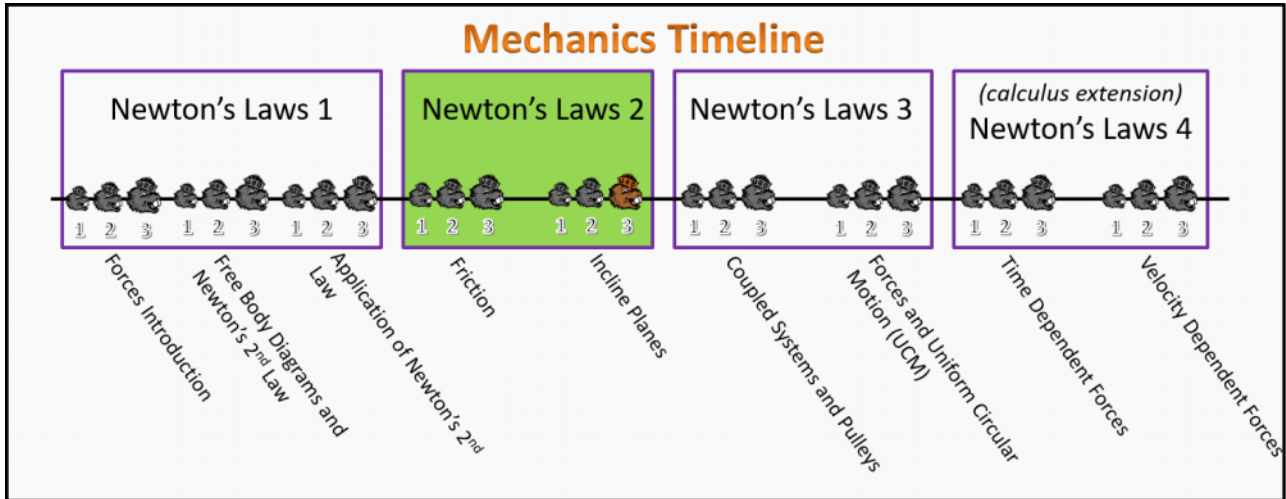 Mechanics Timeline
Newton's Laws 1
Newton's Laws 2
Newton's Laws 3
(calculus extension)
Newton's Laws 4
1 2 3 1 2 3 1 2 3 1 2 3 1 2 3 1 2 3 1 2 3 1 2 3 1 2 3
Forces Introduction
Free Body Diagrams and
Newton's 2nd Law
Application of Newton's 2nd
Law
Friction
Incline Planes
Coupled Systems and Pulleys
Forces and Uniform Circular
Motion (UCM)
Time Dependent Forces
Velocity Dependent Forces